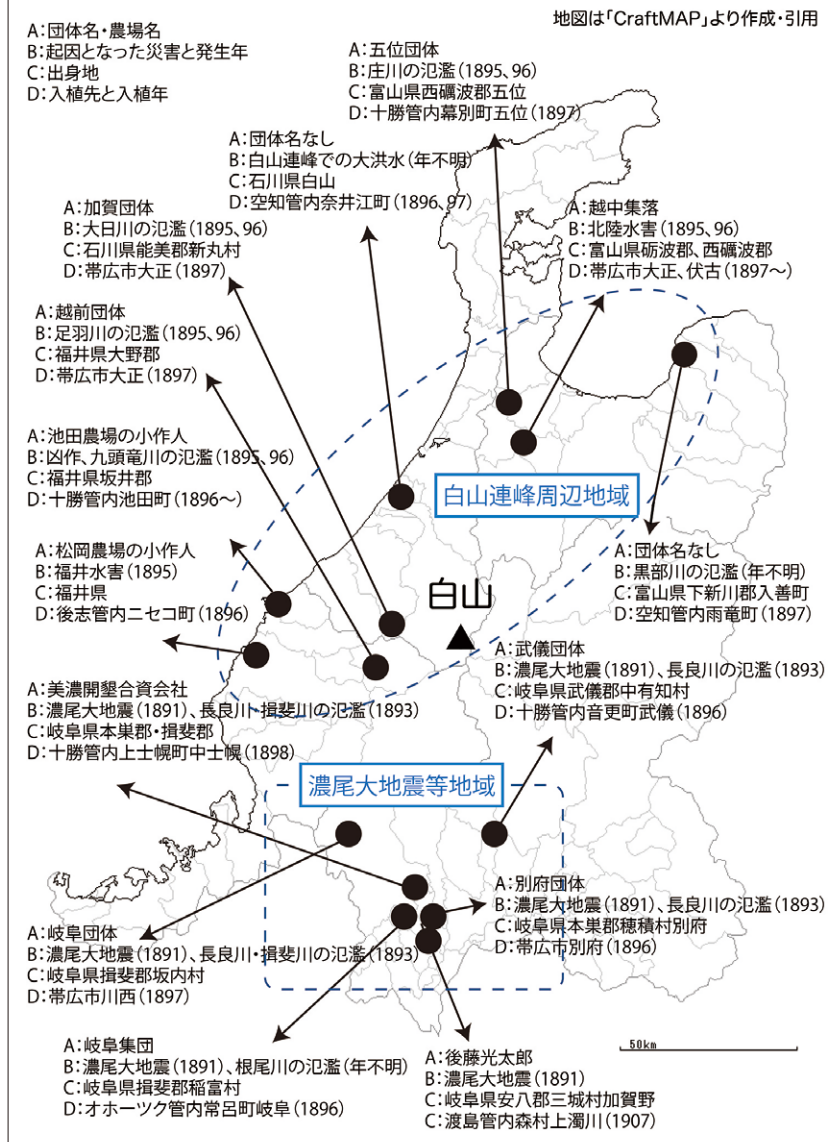 地図は「CraftMAP」より作成・引用
A:団体名・農場名
B:起因となった災害と発生年
C:出身地
D:入植先と入植年
A:五位団体
B:庄川の氾濫(1895、96)
C:富山県西礪波郡五位
D:十勝管内幕別町五位(1897)
A:団体名なし
B:白山連峰での大洪水(年不明)
C:石川県白山
D:空知管内奈井江町(1896、97)
A:加賀団体
B:大日川の氾濫(1895、96)
C:石川県能美郡新丸村
D:帯広市大正(1897)
A:越中集落
B:北陸水害(1895、96)
C:富山県砺波郡、西礪波郡
D:帯広市大正、伏古(1897~)
A:越前団体
B:足羽川の氾濫(1895、96)
C:福井県大野郡
D:帯広市大正(1897)
A:池田農場の小作人
B:凶作、九頭竜川の氾濫(1895、96)
C:福井県坂井郡
D:十勝管内池田町(1896~)
白山連峰周辺地域
A:松岡農場の小作人
B:福井水害(1895)
C:福井県
D:後志管内ニセコ町(1896)
白山
A:団体名なし
B:黒部川の氾濫(年不明)
C:富山県下新川郡入善町
D:空知管内雨竜町(1897)
A:武儀団体
B:濃尾大地震(1891)、長良川の氾濫(1893)
C:岐阜県武儀郡中有知村
D:十勝管内音更町武儀(1896)
A:美濃開墾合資会社
B:濃尾大地震(1891)、長良川・揖斐川の氾濫(1893)
C:岐阜県本巣郡・揖斐郡
D:十勝管内上士幌町中士幌(1898)
濃尾大地震等地域
A:別府団体
B:濃尾大地震(1891)、長良川の氾濫(1893)
C:岐阜県本巣郡穂積村別府
D:帯広市別府(1896)
A:岐阜団体
B:濃尾大地震(1891)、長良川・揖斐川の氾濫(1893)
C:岐阜県揖斐郡坂内村
D:帯広市川西(1897)
A:岐阜集団
B:濃尾大地震(1891)、根尾川の氾濫(年不明)
C:岐阜県揖斐郡稲富村
D:オホーツク管内常呂町岐阜(1896)
50km
A:後藤光太郎
B:濃尾大地震(1891)
C:岐阜県安八郡三城村加賀野
C:渡島管内森村上濁川(1907)